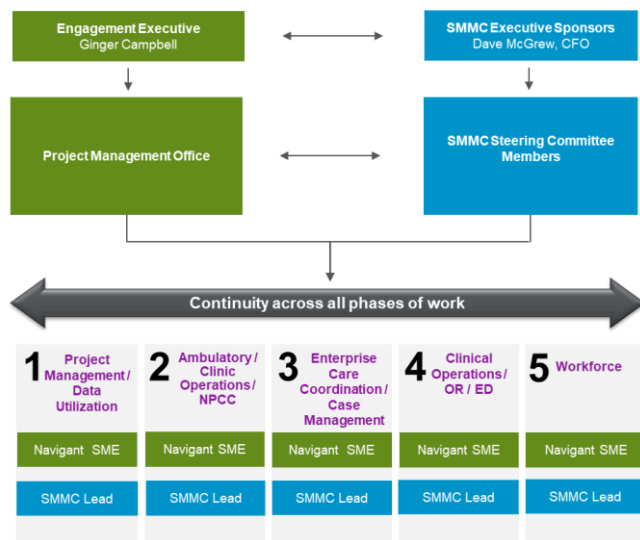 Engagement Executive
Ginger Campbell
SMMC Executive Sponsors
Dave McGrew, CFO
Project Management Office
SMMC Steering Committee
Members
Continuity across all phases of work
1
Project
Management /
Data
Utilization
2
Ambulatory /
Clinic
Operations /
NPCC
3
Enterprise
Care
Coordination /
Case
Management
4
Clinical
Operations /
OR / ED
5
Workforce
Navigant SME
Navigant SME
Navigant SME
Navigant SME
Navigant SME
SMMC Lead
SMMC Lead
SMMC Lead
SMMC Lead
SMMC Lead